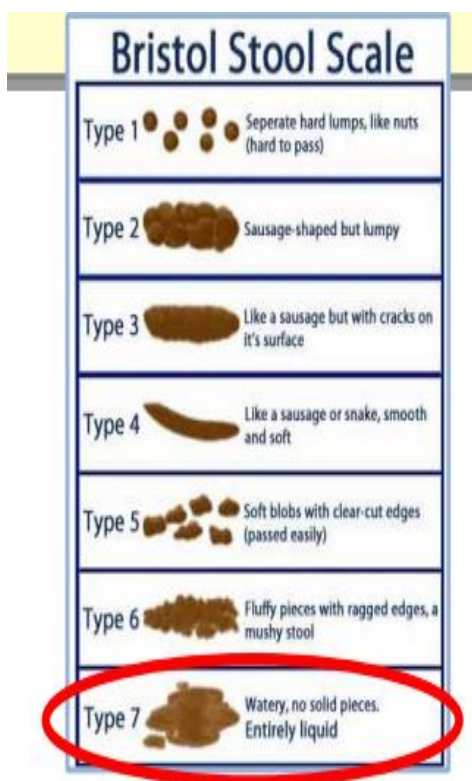 Bristol Stool Scale
Type 1
Seperate hard lumps, like nuts
(hard to pass)
Type 2
Sausage-shaped but lumpy
Type 3
Like a sausage but with cracks on
it's surface
Type 4
Like a sausage or snake, smooth
and soft
Type 5
Soft blobs with clear-cut edges
(passed easily)
Type 6
Fluffy pieces with ragged edges, a
mushy stool
Type 7
Watery, no solid pieces.
Entirely liquid